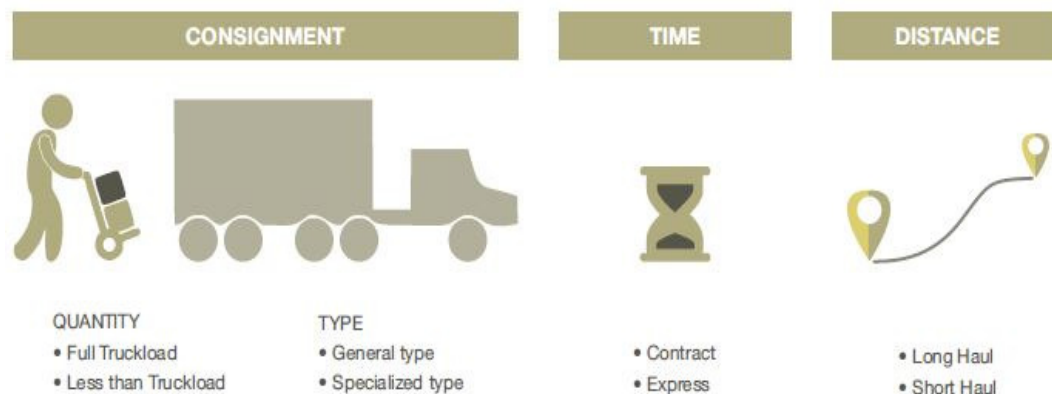 CONSIGNMENT
TIME
DISTANCE
QUANTITY
• Full Truckload
• Less than Truckload
TYPE
• General type
• Specialized type
• Contract
• Express
• Long Haul
• Short Haul